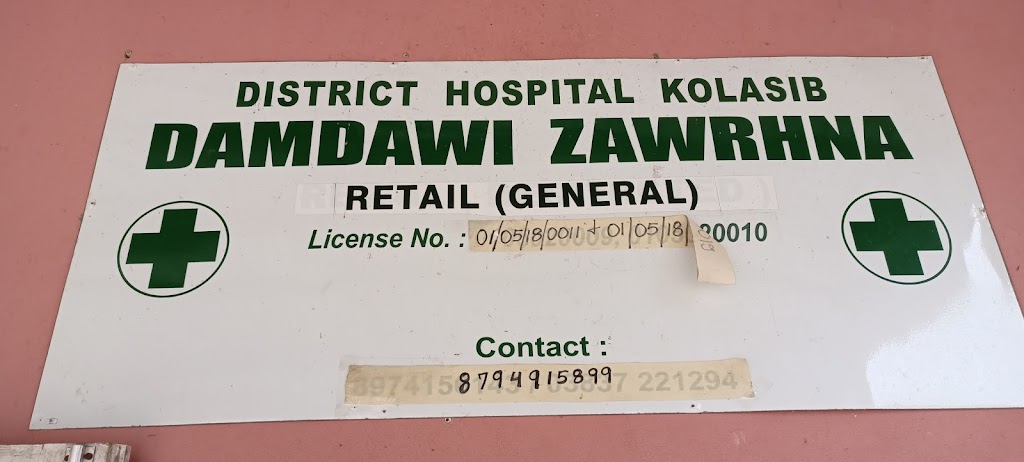 DISTRICT HOSPITAL KOLASIB
DAMDAWI ZAWRHNA
RETAIL (GENERAL)
License No. : 01/05/18/0011 + 01/05/18/ 20010
Contact :
8794915899 221294